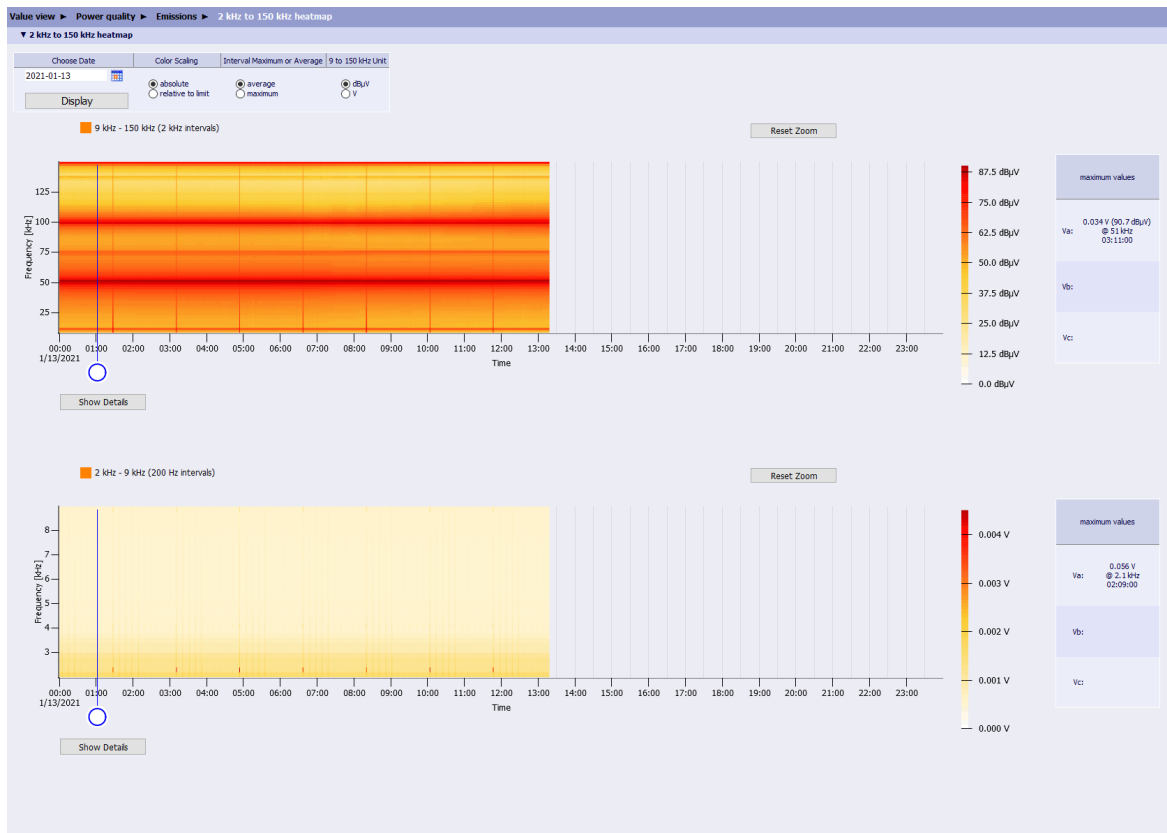 Value view ► Power quality ► Emissions ► 2 kHz to 150 kHz heatmap
▼ 2 kHz to 150 kHz heatmap
Choose Date Color Scaling Interval Maximum or Average 9 to 150 kHz Unit
2021-01-13
absolute average dBµV
relative to limit maximum V
Display
9 kHz - 150 kHz (2 kHz intervals)
Reset Zoom
125
100
75
50
25
Frequency [kHz]
00:00 01:00 02:00 03:00 04:00 05:00 06:00 07:00 08:00 09:00 10:00 11:00 12:00 13:00 14:00 15:00 16:00 17:00 18:00 19:00 20:00 21:00 22:00 23:00
1/13/2021
Time
87.5 dBµV
75.0 dBµV
62.5 dBµV
50.0 dBµV
37.5 dBµV
25.0 dBµV
12.5 dBµV
0.0 dBµV
maximum values
Va: 0.034 V (90.7 dBµV)
@ 51 kHz
03:11:00
Vb:
Vc:
Show Details
2 kHz - 9 kHz (200 Hz intervals)
Reset Zoom
8
7
6
5
4
3
Frequency [kHz]
00:00 01:00 02:00 03:00 04:00 05:00 06:00 07:00 08:00 09:00 10:00 11:00 12:00 13:00 14:00 15:00 16:00 17:00 18:00 19:00 20:00 21:00 22:00 23:00
1/13/2021
Time
0.004 V
0.003 V
0.002 V
0.001 V
0.000 V
maximum values
Va: 0.056 V
@ 2.1 kHz
02:09:00
Vb:
Vc:
Show Details